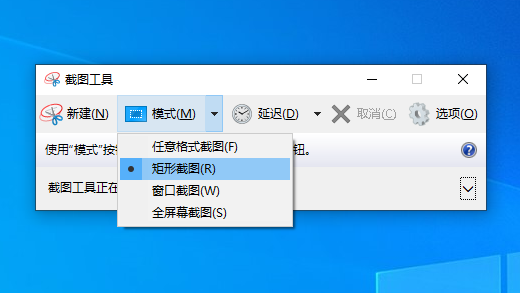 截图工具
新建(N) 模式(M) 延迟(D) 取消(C) 选项(O)
任意格式截图(F)
使用“模式”按 钮。
矩形截图(R)
截图工具正在
窗口截图(W)
全屏幕截图(S)